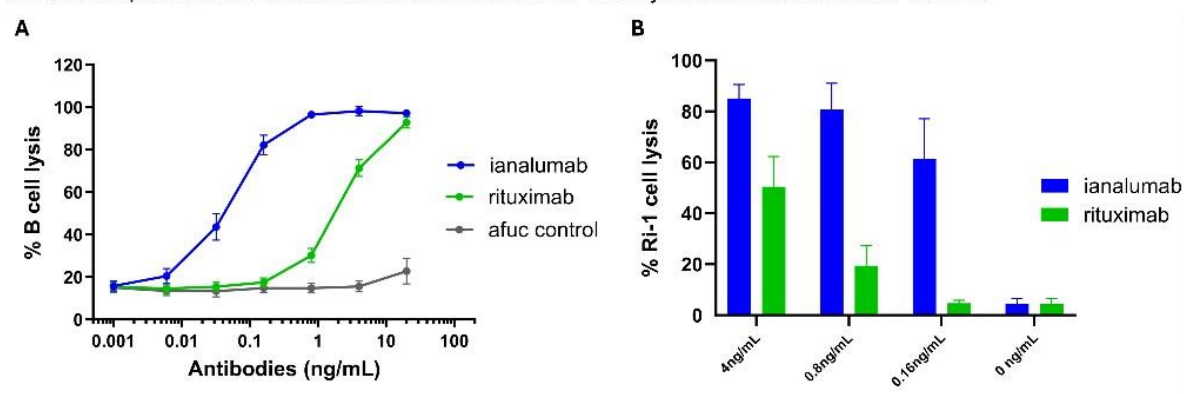 A
120
100
80
60
40
20
0
% B cell lysis
0.001 0.01 0.1 1 10 100
Antibodies (ng/mL)
ianalumab
rituximab
afuc control
B
100
80
60
40
20
0
% Ri-1 cell lysis
4ng/mL
0.8ng/mL
0.16ng/mL
0 ng/mL
ianalumab
rituximab